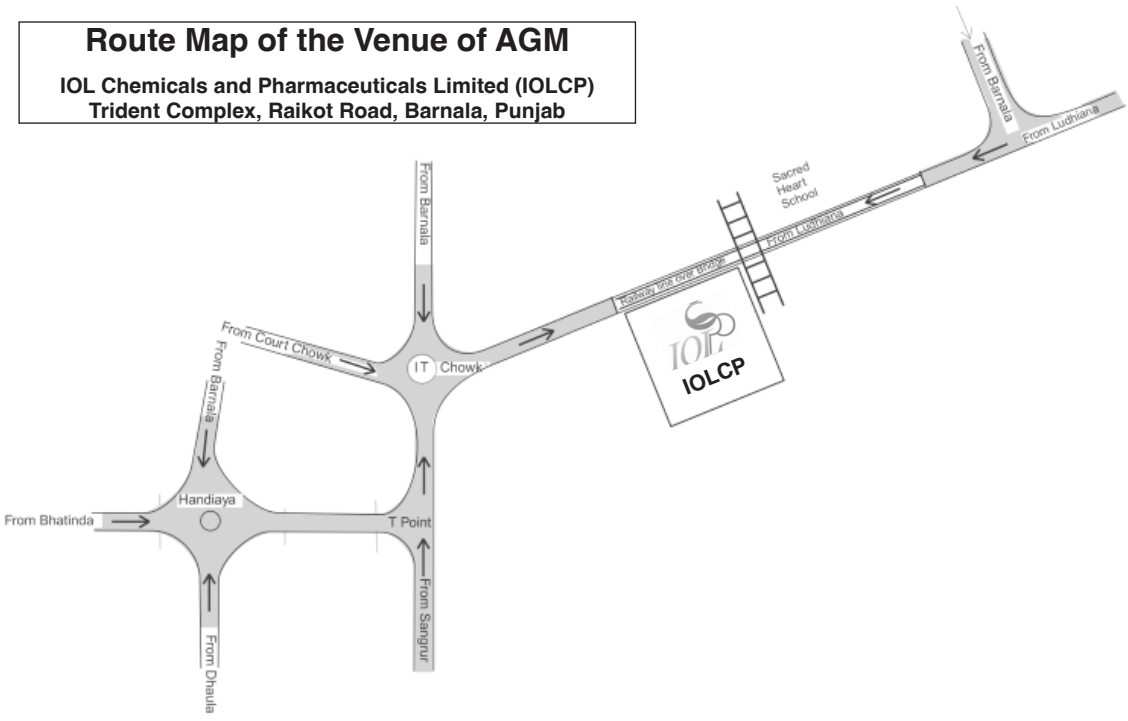 Route Map of the Venue of AGM
IOL Chemicals and Pharmaceuticals Limited (IOLCP)
Trident Complex, Raikot Road, Barnala, Punjab
From Barnala
From Ludhiana
Sacred
Heart
School
From Ludhiana
Railway line over Bridge
From Barnala
IOL
IOLCP
From Court Chowk
IT Chowk
From Barnala
Handiaya
From Bhatinda
T Point
From Sangrur
From Dhaula